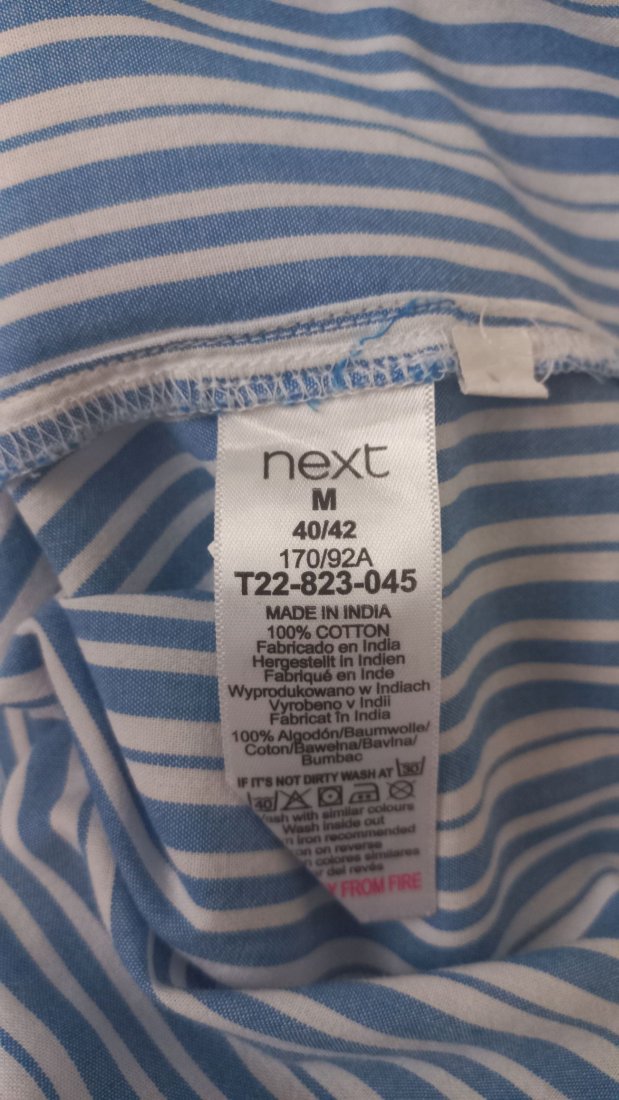 next
M
40/42
170/92A
T22-823-045
MADE IN INDIA
100% COTTON
Fabricado en India
Hergestellt in Indien
Fabriqué en Inde
Wyprodukowano w Indiach
Vyrobeno v Indii
Fabricat în India
100% Algodón/Baumwolle/
Coton/Bawełna/Bavlna/
Bumbac
IF IT'S NOT DIRTY WASH AT 30
40
with similar colours
Wash inside out
iron recommended
on reverse
colores similares
del revés
FROM FIRE